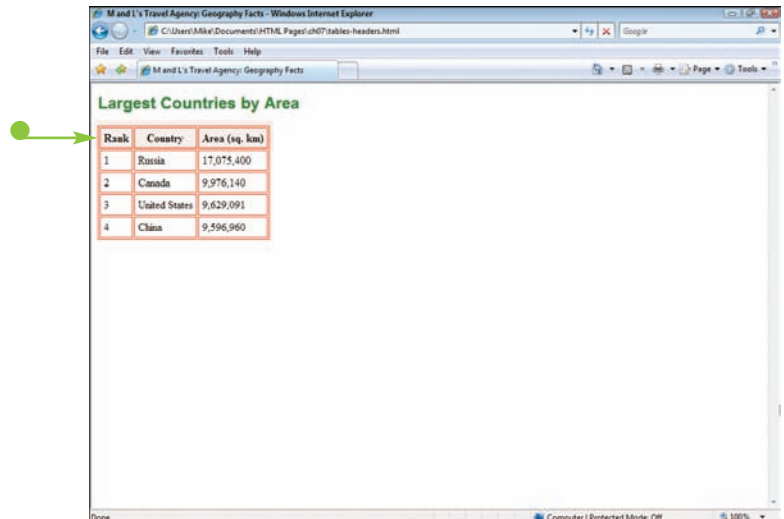 M and L's Travel Agency: Geography Facts - Windows Internet Explorer
C:\Users\Mike\Documents\HTML Pages\ch07\tables-headers.html
Google
File Edit View Favorites Tools Help
M and L's Travel Agency: Geography Facts
Page Tools
Largest Countries by Area
Rank Country Area (sq. km)
1 Russia 17,075,400
2 Canada 9,976,140
3 United States 9,629,091
4 China 9,596,960
Done
Computer | Protected Mode: Off
100%